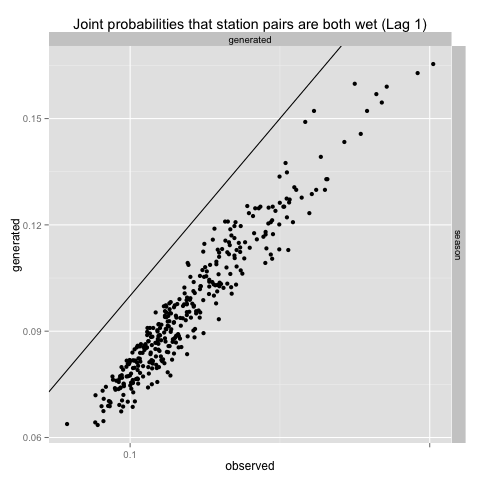 Joint probabilities that station pairs are both wet (Lag 1)
generated
generated
0.15
0.12
0.09
0.06
season
0.1
observed